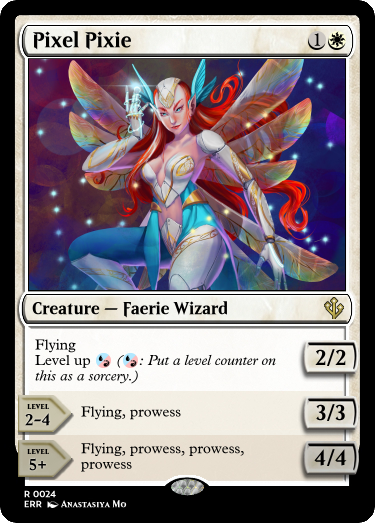 Pixel Pixie 1
Creature — Faerie Wizard
Flying
Level up (: Put a level counter on
this as a sorcery.)
2/2
LEVEL
2-4
Flying, prowess
3/3
LEVEL
5+
Flying, prowess, prowess,
prowess
4/4
R 0024
ERR Anastasiya Mo